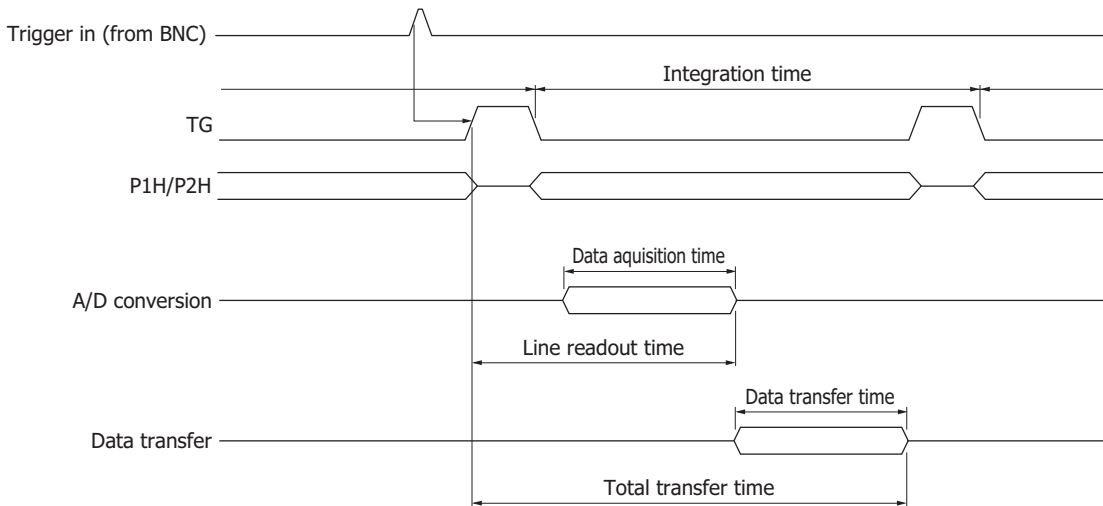 Trigger in (from BNC)
Integration time
TG
P1H/P2H
Data aquisition time
A/D conversion
Line readout time
Data transfer time
Data transfer
Total transfer time